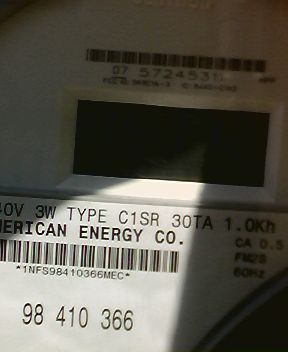 07 572453
40V 3W TYPE C1SR 30TA 1.0Kh
MERICAN ENERGY CO.
CA 0.5
FM2S
60Hz
*1NFS98410366MEC*
98 410 366